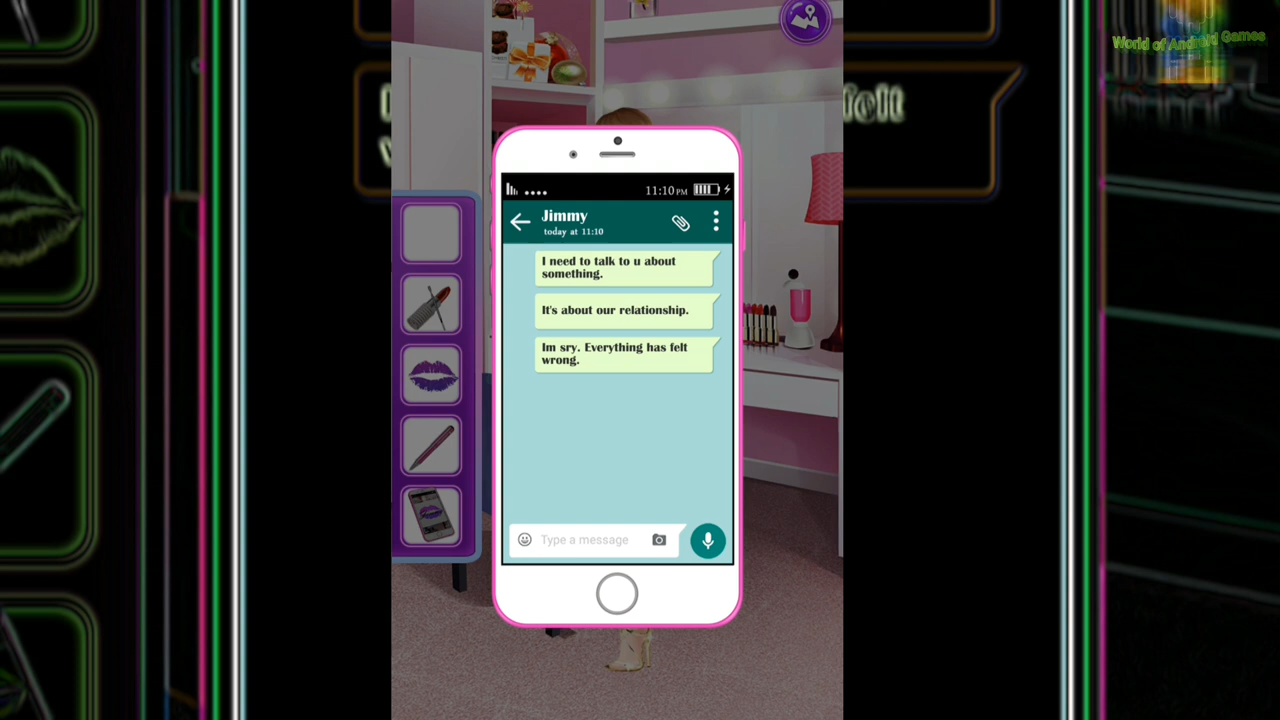 World of Android Games
felt
11:10 PM
Jimmy
today at 11:10
I need to talk to u about
something.
It's about our relationship.
Im sry. Everything has felt
wrong.
Type a message